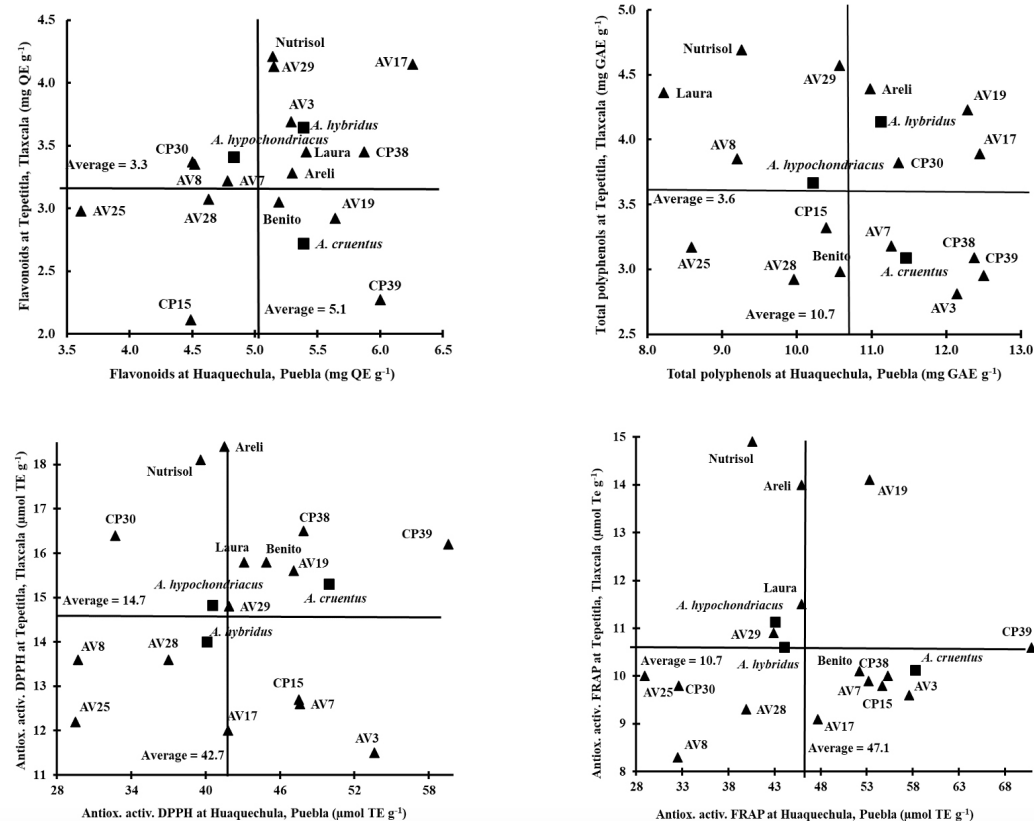 Flavonoids at Tepetitla, Tlaxcala (mg QE g-1)
4.5
4.0
3.5
3.0
2.5
2.0
Nutrisol
AV29
AV17
AV3
A. hybridus
A. hypochondriacus
CP30
Laura
CP38
Average = 3.3
AV8
AV7
Areli
AV25
AV28
Benito
AV19
A. cruentus
CP39
CP15
Average = 5.1
3.5
4.0
4.5
5.0
5.5
6.0
6.5
Flavonoids at Huaquechula, Puebla (mg QE g-1)
Total polyphenols at Tepetitla, Tlaxcala (mg GAE g-1)
5.0
4.5
4.0
3.5
3.0
2.5
Nutrisol
AV29
Laura
Areli
AV19
A. hybridus
AV17
AV8
A. hypochondriacus
CP30
Average = 3.6
CP15
AV7
CP38
AV25
Benito
CP39
AV28
A. cruentus
AV3
Average = 10.7
8.0
9.0
10.0
11.0
12.0
13.0
Total polyphenols at Huaquechula, Puebla (mg GAE g-1)
Antiox. activ. DPPH at Tepetitla, Tlaxcala (μmol TE g-1)
18
17
16
15
14
13
12
11
Areli
Nutrisol
CP30
CP38
CP39
Laura
Benito
AV19
A. hypochondriacus
A. cruentus
Average = 14.7
AV29
A. hybridus
AV8
AV28
CP15
AV7
AV25
AV17
AV3
Average = 42.7
28
34
40
46
52
58
Antiox. activ. DPPH at Huaquechula, Puebla (μmol TE g-1)
Antiox. activ. FRAP at Tepetitla, Tlaxcala (μmol Te g-1)
15
14
13
12
11
10
9
8
Nutrisol
Areli
AV19
Laura
A. hypochondriacus
AV29
CP39
Average = 10.7
A. hybridus
Benito
CP38
A. cruentus
AV25
CP30
AV7
CP15
AV3
AV28
AV17
AV8
Average = 47.1
28
33
38
43
48
53
58
63
68
Antiox. activ. FRAP at Huaquechula, Puebla (μmol TE g-1)